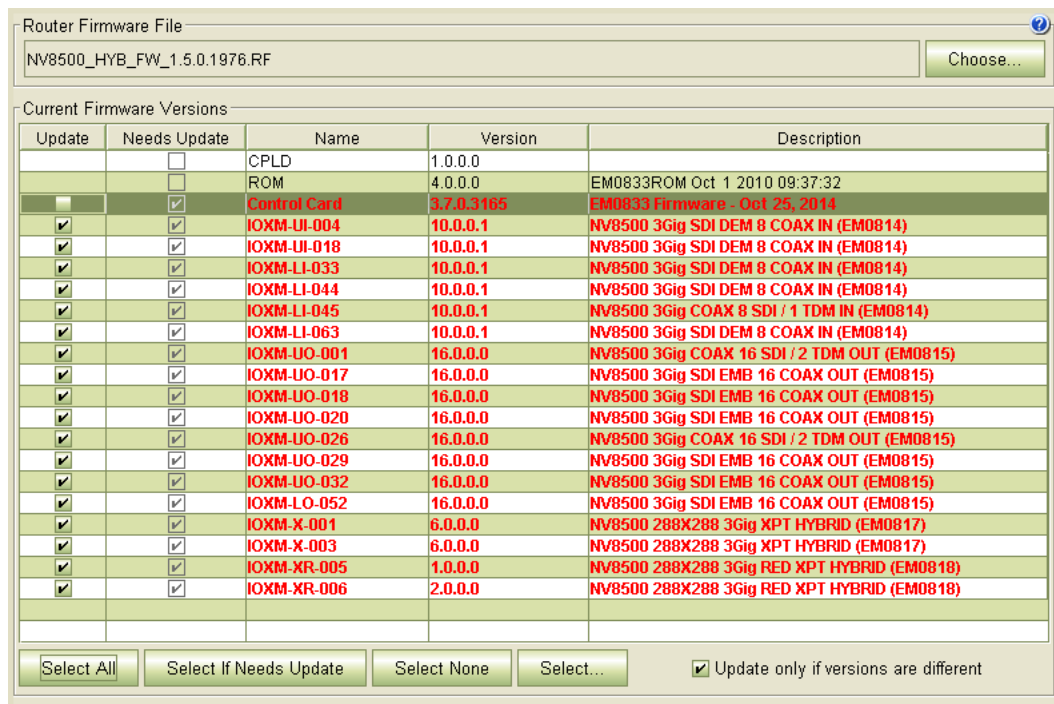 Router Firmware File
?
NV8500_HYB_FW_1.5.0.1976.RF
Choose...
Current Firmware Versions
Update Needs Update Name Version Description
CPLD 1.0.0.0
ROM 4.0.0.0 EM0833ROM Oct 1 2010 09:37:32
Control Card 3.7.0.3165 EM0833 Firmware - Oct 25, 2014
IOXM-UI-004 10.0.0.1 NV8500 3Gig SDI DEM 8 COAX IN (EM0814)
IOXM-UI-018 10.0.0.1 NV8500 3Gig SDI DEM 8 COAX IN (EM0814)
IOXM-LI-033 10.0.0.1 NV8500 3Gig SDI DEM 8 COAX IN (EM0814)
IOXM-LI-044 10.0.0.1 NV8500 3Gig SDI DEM 8 COAX IN (EM0814)
IOXM-LI-045 10.0.0.1 NV8500 3Gig COAX 8 SDI / 1 TDM IN (EM0814)
IOXM-LI-063 10.0.0.1 NV8500 3Gig SDI DEM 8 COAX IN (EM0814)
IOXM-UO-001 16.0.0.0 NV8500 3Gig COAX 16 SDI / 2 TDM OUT (EM0815)
IOXM-UO-017 16.0.0.0 NV8500 3Gig SDI EMB 16 COAX OUT (EM0815)
IOXM-UO-018 16.0.0.0 NV8500 3Gig SDI EMB 16 COAX OUT (EM0815)
IOXM-UO-020 16.0.0.0 NV8500 3Gig SDI EMB 16 COAX OUT (EM0815)
IOXM-UO-026 16.0.0.0 NV8500 3Gig COAX 16 SDI / 2 TDM OUT (EM0815)
IOXM-UO-029 16.0.0.0 NV8500 3Gig SDI EMB 16 COAX OUT (EM0815)
IOXM-UO-032 16.0.0.0 NV8500 3Gig SDI EMB 16 COAX OUT (EM0815)
IOXM-LO-052 16.0.0.0 NV8500 3Gig SDI EMB 16 COAX OUT (EM0815)
IOXM-X-001 6.0.0.0 NV8500 288X288 3Gig XPT HYBRID (EM0817)
IOXM-X-003 6.0.0.0 NV8500 288X288 3Gig XPT HYBRID (EM0817)
IOXM-XR-005 1.0.0.0 NV8500 288X288 3Gig RED XPT HYBRID (EM0818)
IOXM-XR-006 2.0.0.0 NV8500 288X288 3Gig RED XPT HYBRID (EM0818)
Select All Select If Needs Update Select None Select... Update only if versions are different